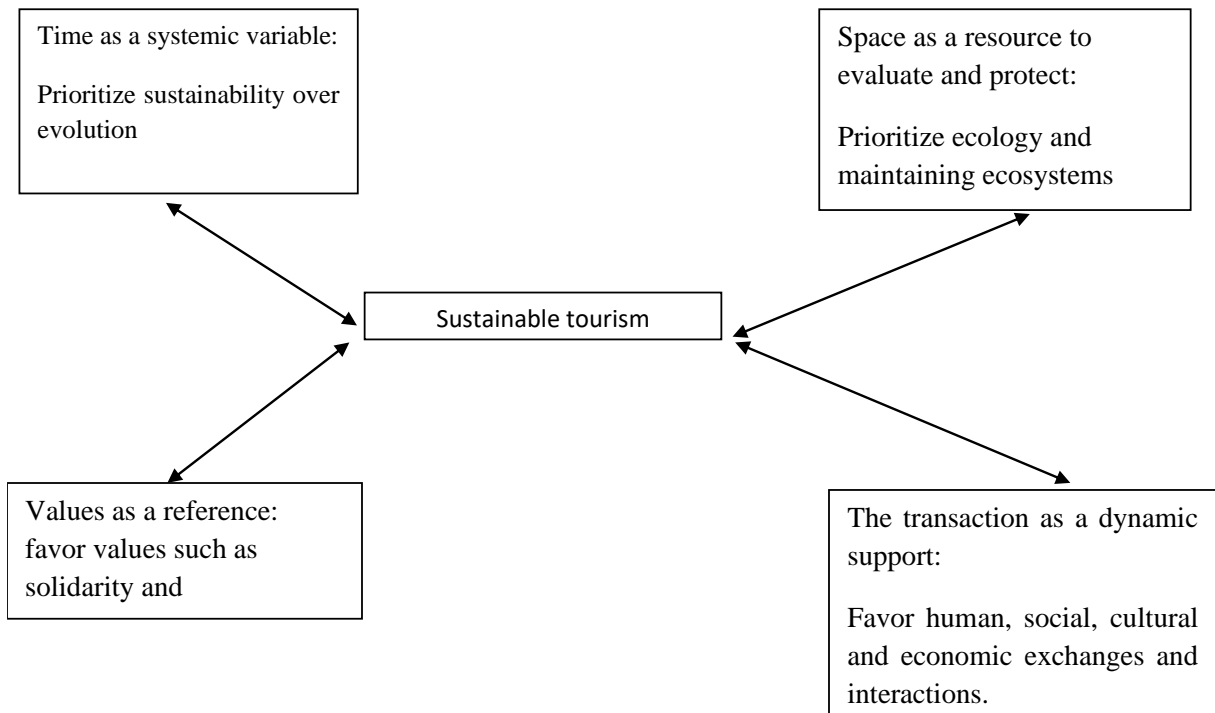 Time as a systemic variable:
Prioritize sustainability over
evolution
Space as a resource to
evaluate and protect:
Prioritize ecology and
maintaining ecosystems
Sustainable tourism
Values as a reference:
favor values such as
solidarity and
The transaction as a dynamic
support:
Favor human, social, cultural
and economic exchanges and
interactions.